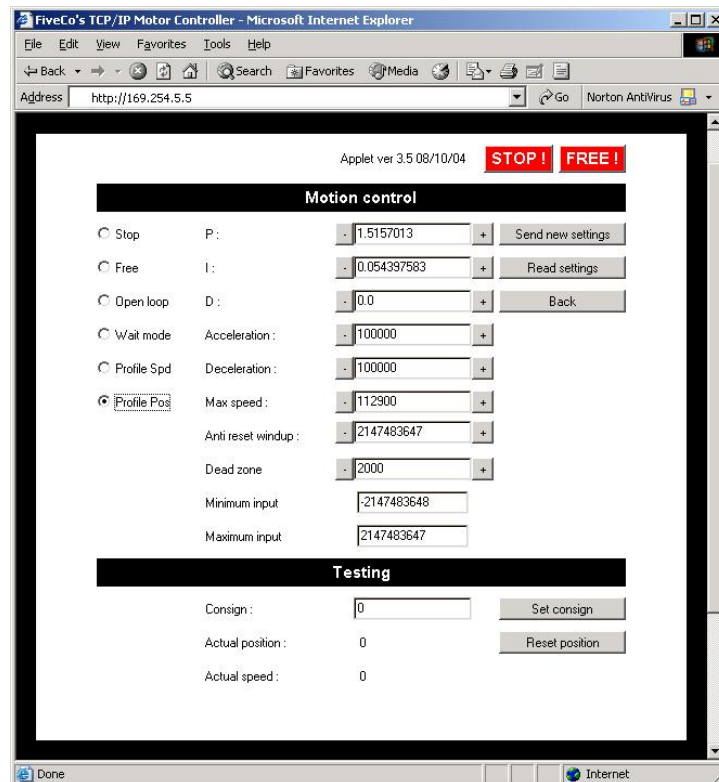 FiveCo's TCP/IP Motor Controller - Microsoft Internet Explorer
File Edit View Favorites Tools Help
Back Search Favorites Media
Address http://169.254.5.5 Go Norton AntiVirus
Applet ver 3.5 08/10/04 STOP ! FREE !
Motion control
Stop P : - 1.5157013 + Send new settings
Free I : - 0.054397583 + Read settings
Open loop D : - 0.0 + Back
Wait mode Acceleration : - 100000 +
Profile Spd Deceleration : - 100000 +
Profile Pos Max speed : - 112900 +
Anti reset windup : - 2147483647 +
Dead zone - 2000 +
Minimum input -2147483648
Maximum input 2147483647
Testing
Consign : 0 Set consign
Actual position : 0 Reset position
Actual speed : 0
Done Internet